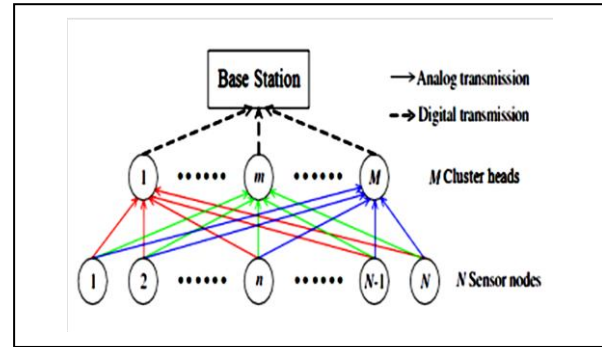 Base Station
Analog transmission
Digital transmission
1 ...... m ...... M
M Cluster heads
1 2 ...... n ...... N-1 N
N Sensor nodes